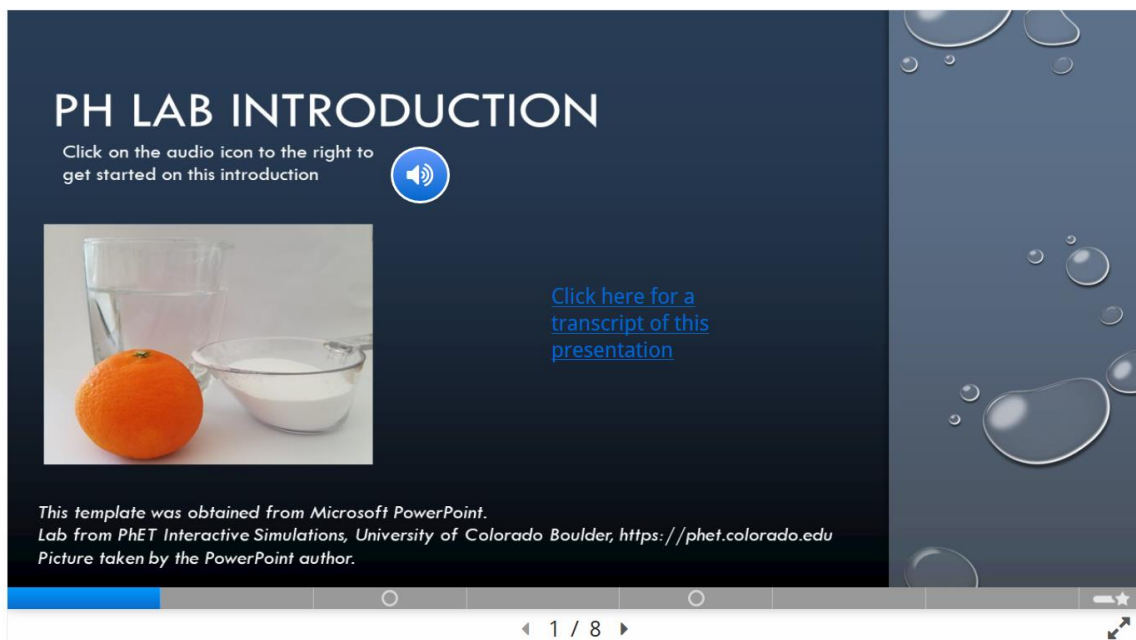 PH LAB INTRODUCTION
Click on the audio icon to the right to
get started on this introduction
Click here for a
transcript of this
presentation
This template was obtained from Microsoft PowerPoint.
Lab from PhET Interactive Simulations, University of Colorado Boulder, https://phet.colorado.edu
Picture taken by the PowerPoint author.
1 / 8